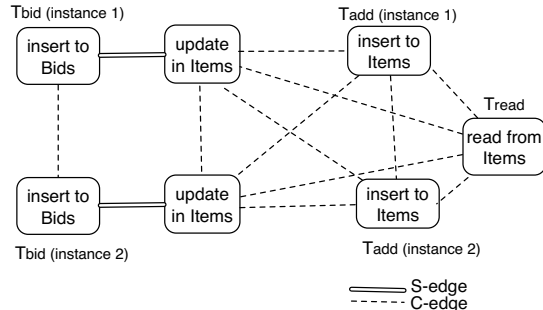 Tbid (instance 1)
Tadd (instance 1)
insert to
Bids
update
in Items
insert to
Items
Tread
read from
Items
insert to
Bids
update
in Items
insert to
Items
Tbid (instance 2)
Tadd (instance 2)
S-edge
C-edge